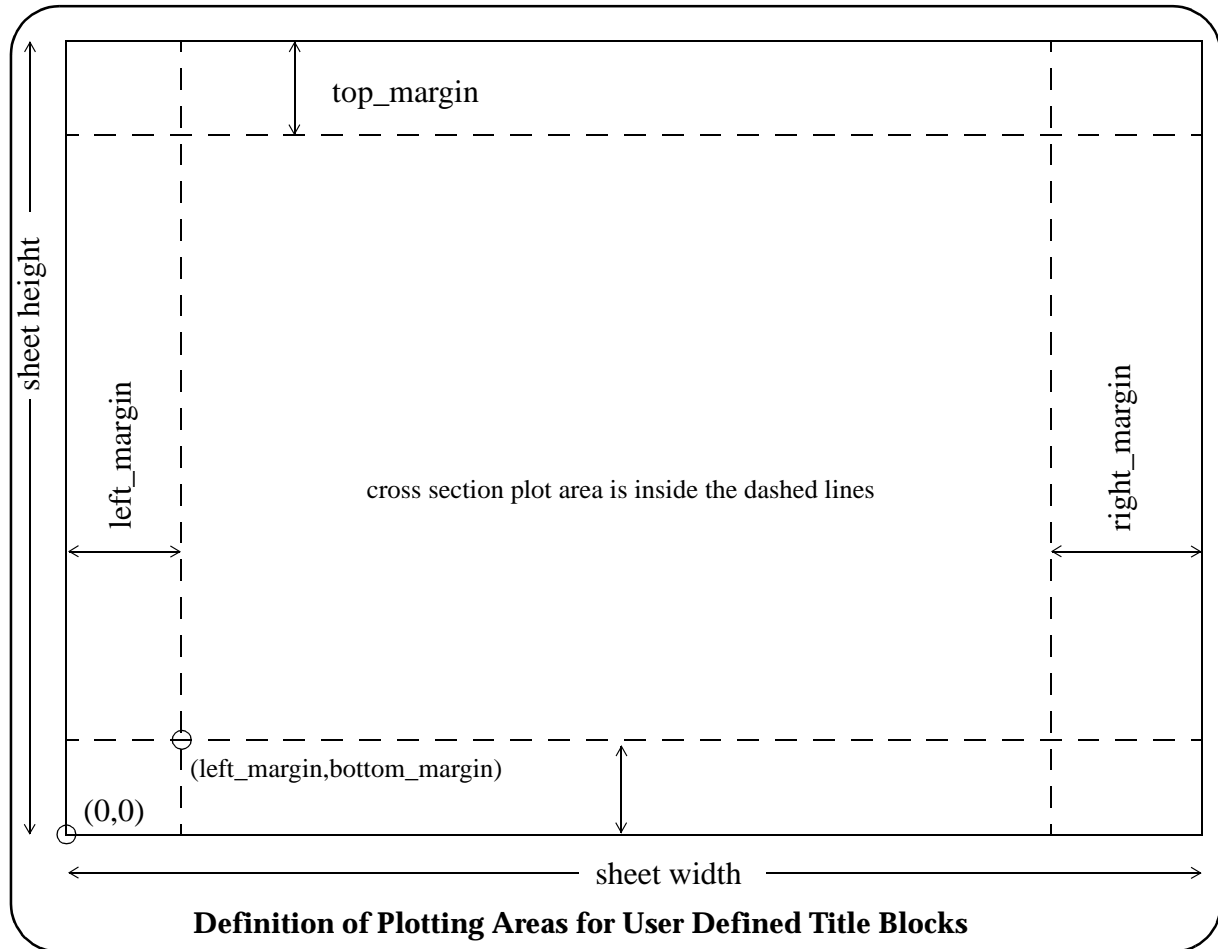 top_margin
sheet height
left_margin
right_margin
cross section plot area is inside the dashed lines
(left_margin,bottom_margin)
(0,0)
sheet width
Definition of Plotting Areas for User Defined Title Blocks